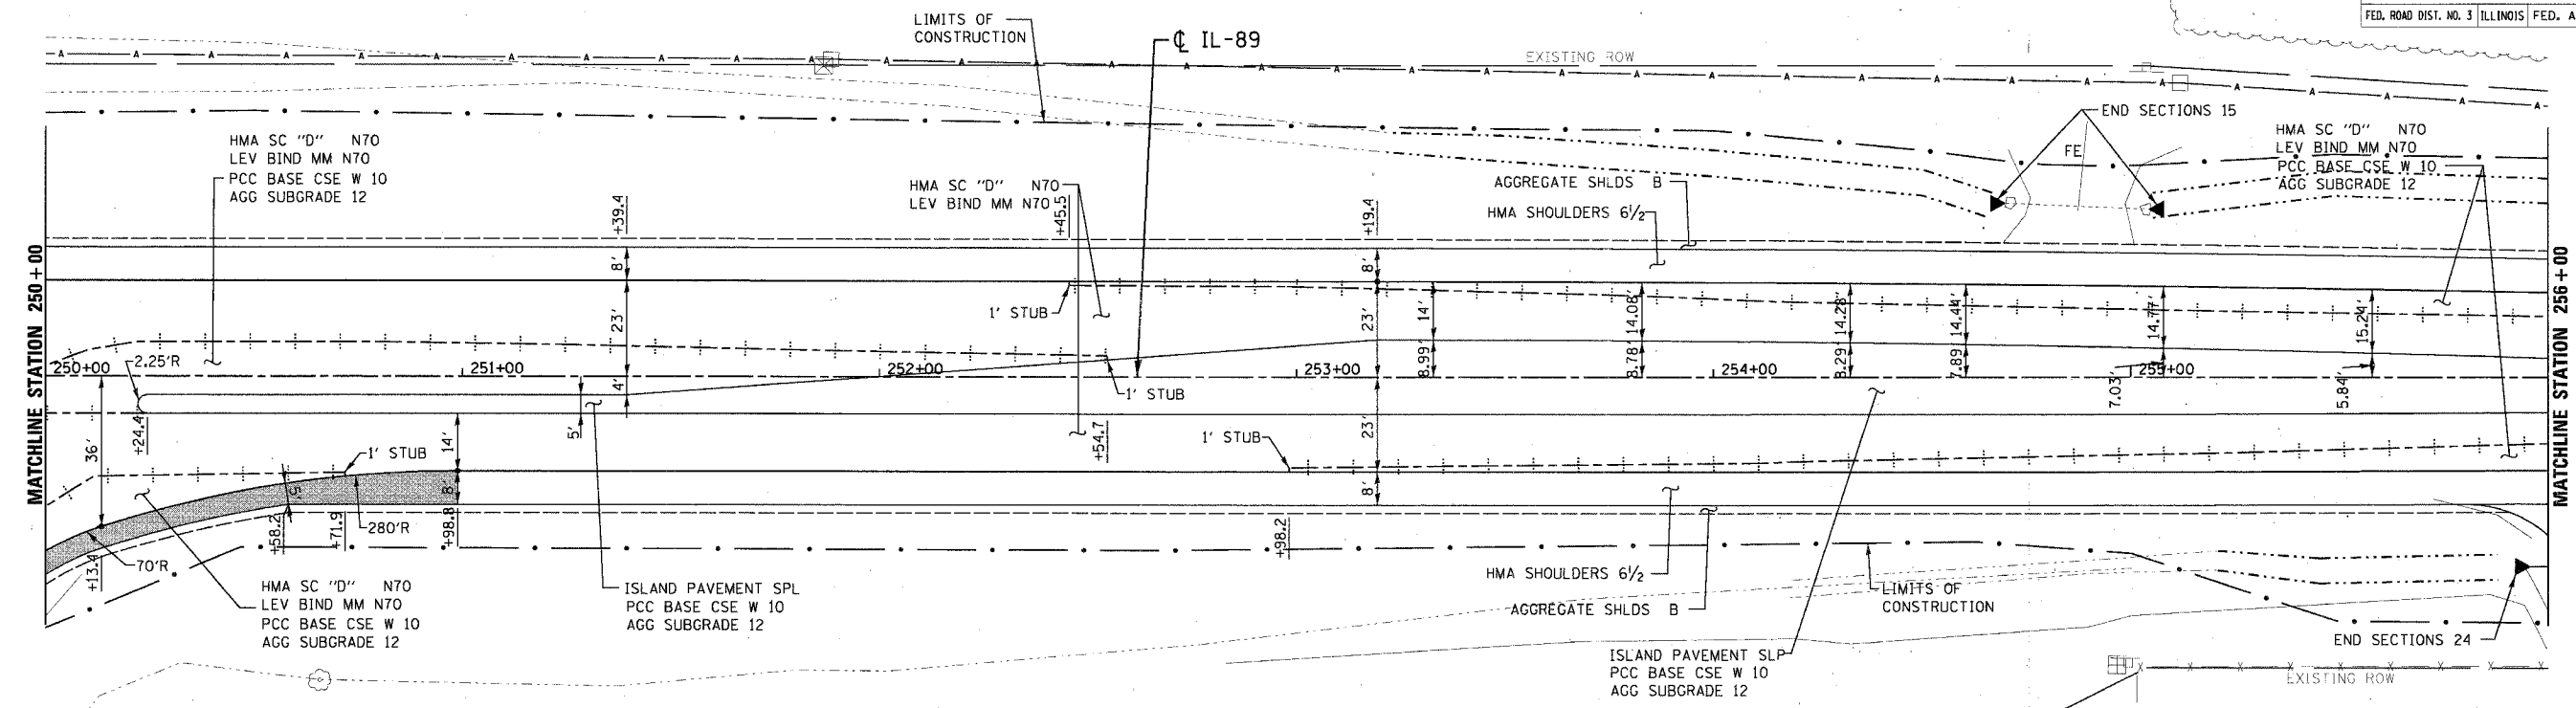 FED. ROAD DIST. NO. 3 ILLINOIS FED. A
LIMITS OF
CONSTRUCTION
℄ IL-89
EXISTING ROW
END SECTIONS 15
FE
HMA SC "D" N70
LEV BIND MM N70
PCC BASE CSE W 10
AGG SUBGRADE 12
HMA SC "D" N70
LEV BIND MM N70
PCC BASE CSE W 10
AGG SUBGRADE 12
HMA SC "D" N70
LEV BIND MM N70
AGGREGATE SHLDS B
HMA SHOULDERS 6½
+39.4
+45.5
+19.4
8'
8'
MATCHLINE STATION 250+00
MATCHLINE STATION 256+00
1' STUB
23'
23'
14'
14.08'
14.28'
14.44'
14.77'
15.24'
2.25'R
250+00
251+00
252+00
253+00
254+00
255+00
8.99'
8.78'
8.29'
7.89'
7.03'
5.84'
4'
1' STUB
36'
+24.4
14'
5'
+54.7
23'
1' STUB
1' STUB
5'
8'
8'
+13.4
70'R
+58.2
+71.9
280'R
+98.8
+98.2
HMA SC "D" N70
LEV BIND MM N70
PCC BASE CSE W 10
AGG SUBGRADE 12
ISLAND PAVEMENT SPL
PCC BASE CSE W 10
AGG SUBGRADE 12
HMA SHOULDERS 6½
AGGREGATE SHLDS B
LIMITS OF
CONSTRUCTION
ISLAND PAVEMENT SLP
PCC BASE CSE W 10
AGG SUBGRADE 12
END SECTIONS 24
EXISTING ROW